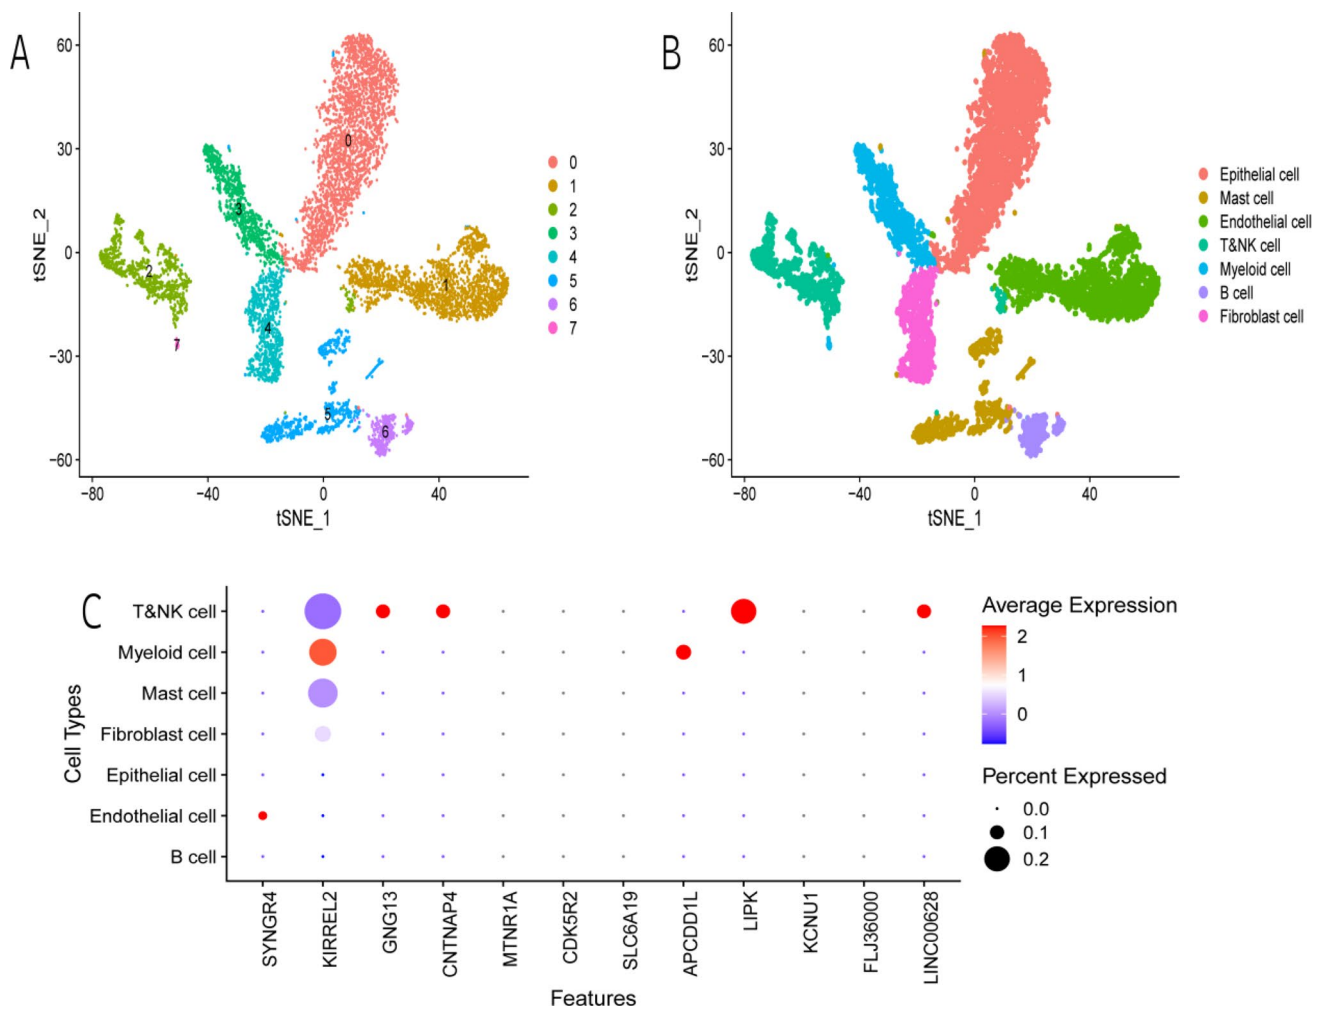 A
60
30
0
−30
−60
tSNE_2
−80
−40
0
40
tSNE_1
0
1
2
3
4
5
6
7
0
1
2
3
4
5
6
7
B
60
30
0
−30
−60
tSNE_2
−80
−40
0
40
tSNE_1
Epithelial cell
Mast cell
Endothelial cell
T&NK cell
Myeloid cell
B cell
Fibroblast cell
C
Cell Types
T&NK cell
Myeloid cell
Mast cell
Fibroblast cell
Epithelial cell
Endothelial cell
B cell
SYNGR4
KIRREL2
GNG13
CNTNAP4
MTNR1A
CDK5R2
SLC6A19
APCDD1L
LIPK
KCNU1
FLJ36000
LINC00628
Features
Average Expression
2
1
0
Percent Expressed
0.0
0.1
0.2